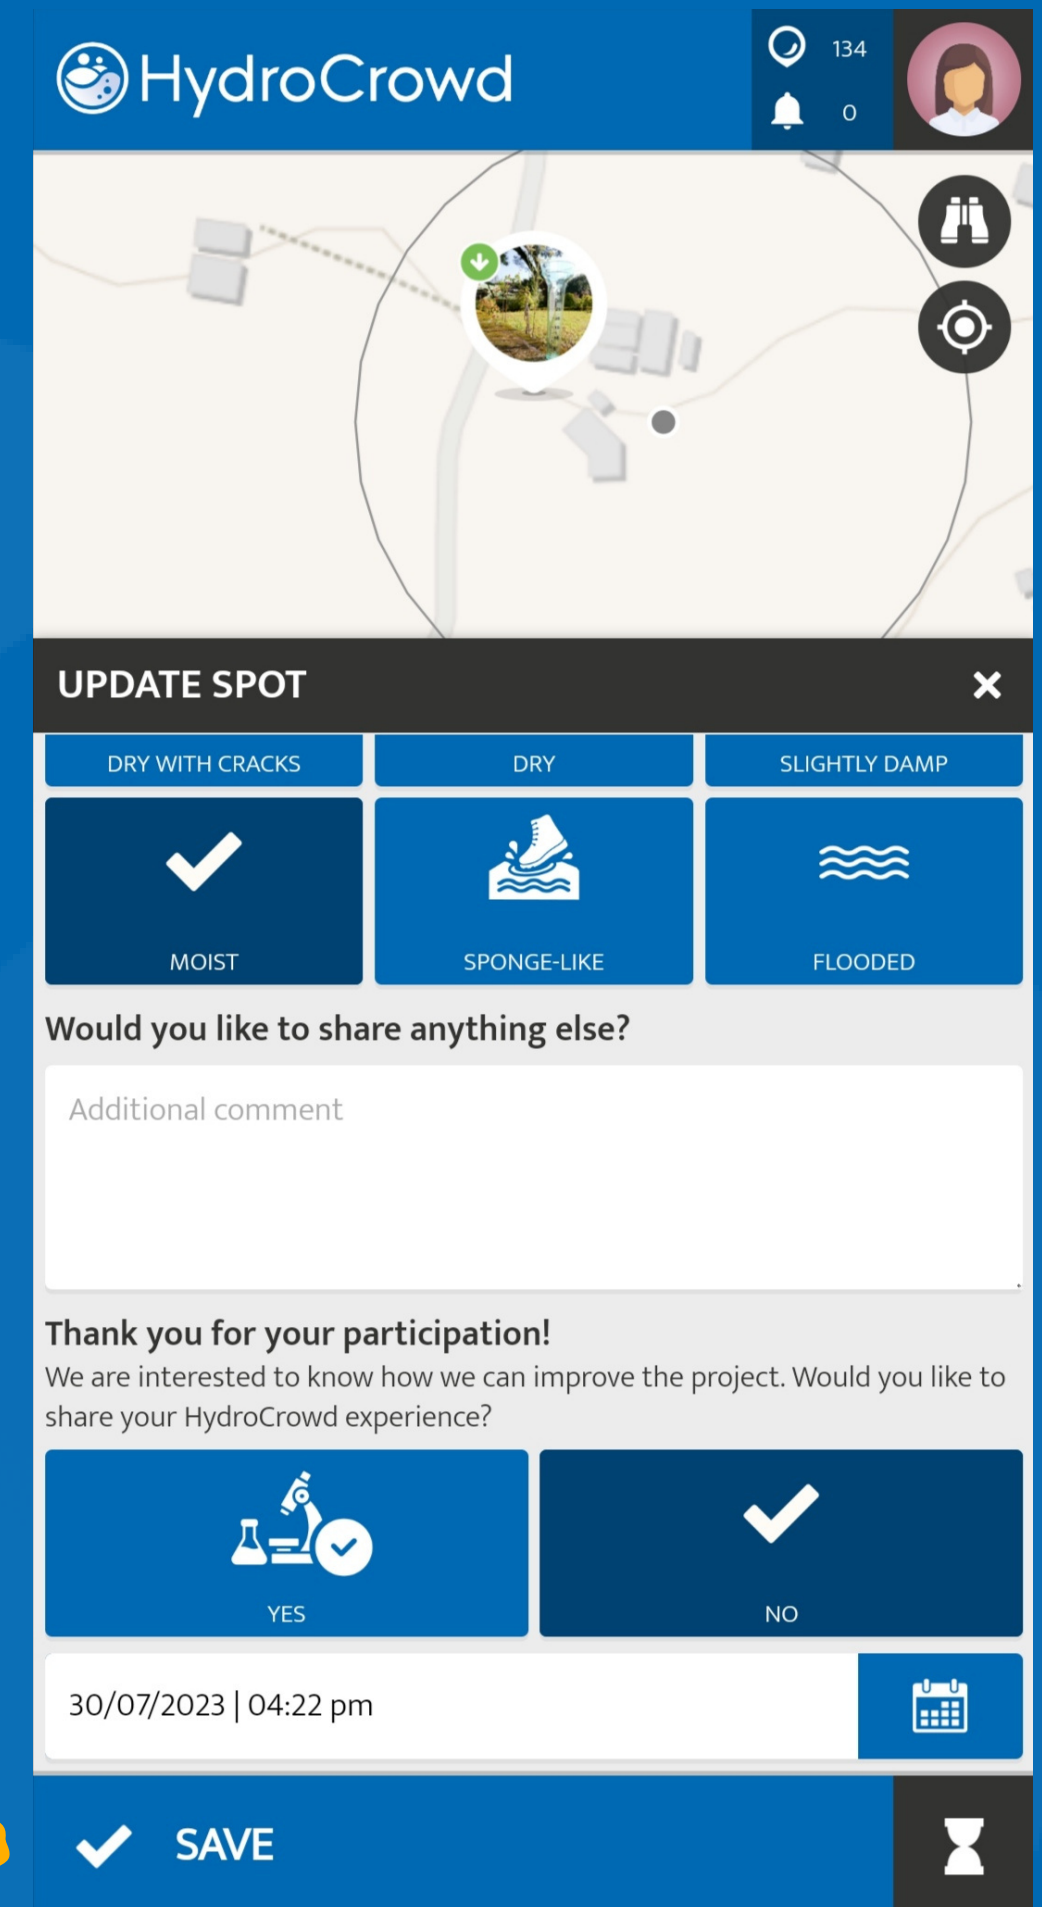 HydroCrowd
134
0
UPDATE SPOT
DRY WITH CRACKS
DRY
SLIGHTLY DAMP
MOIST
SPONGE-LIKE
FLOODED
Would you like to share anything else?
Additional comment
Thank you for your participation!
We are interested to know how we can improve the project. Would you like to
share your HydroCrowd experience?
YES
NO
30/07/2023 | 04:22 pm
SAVE